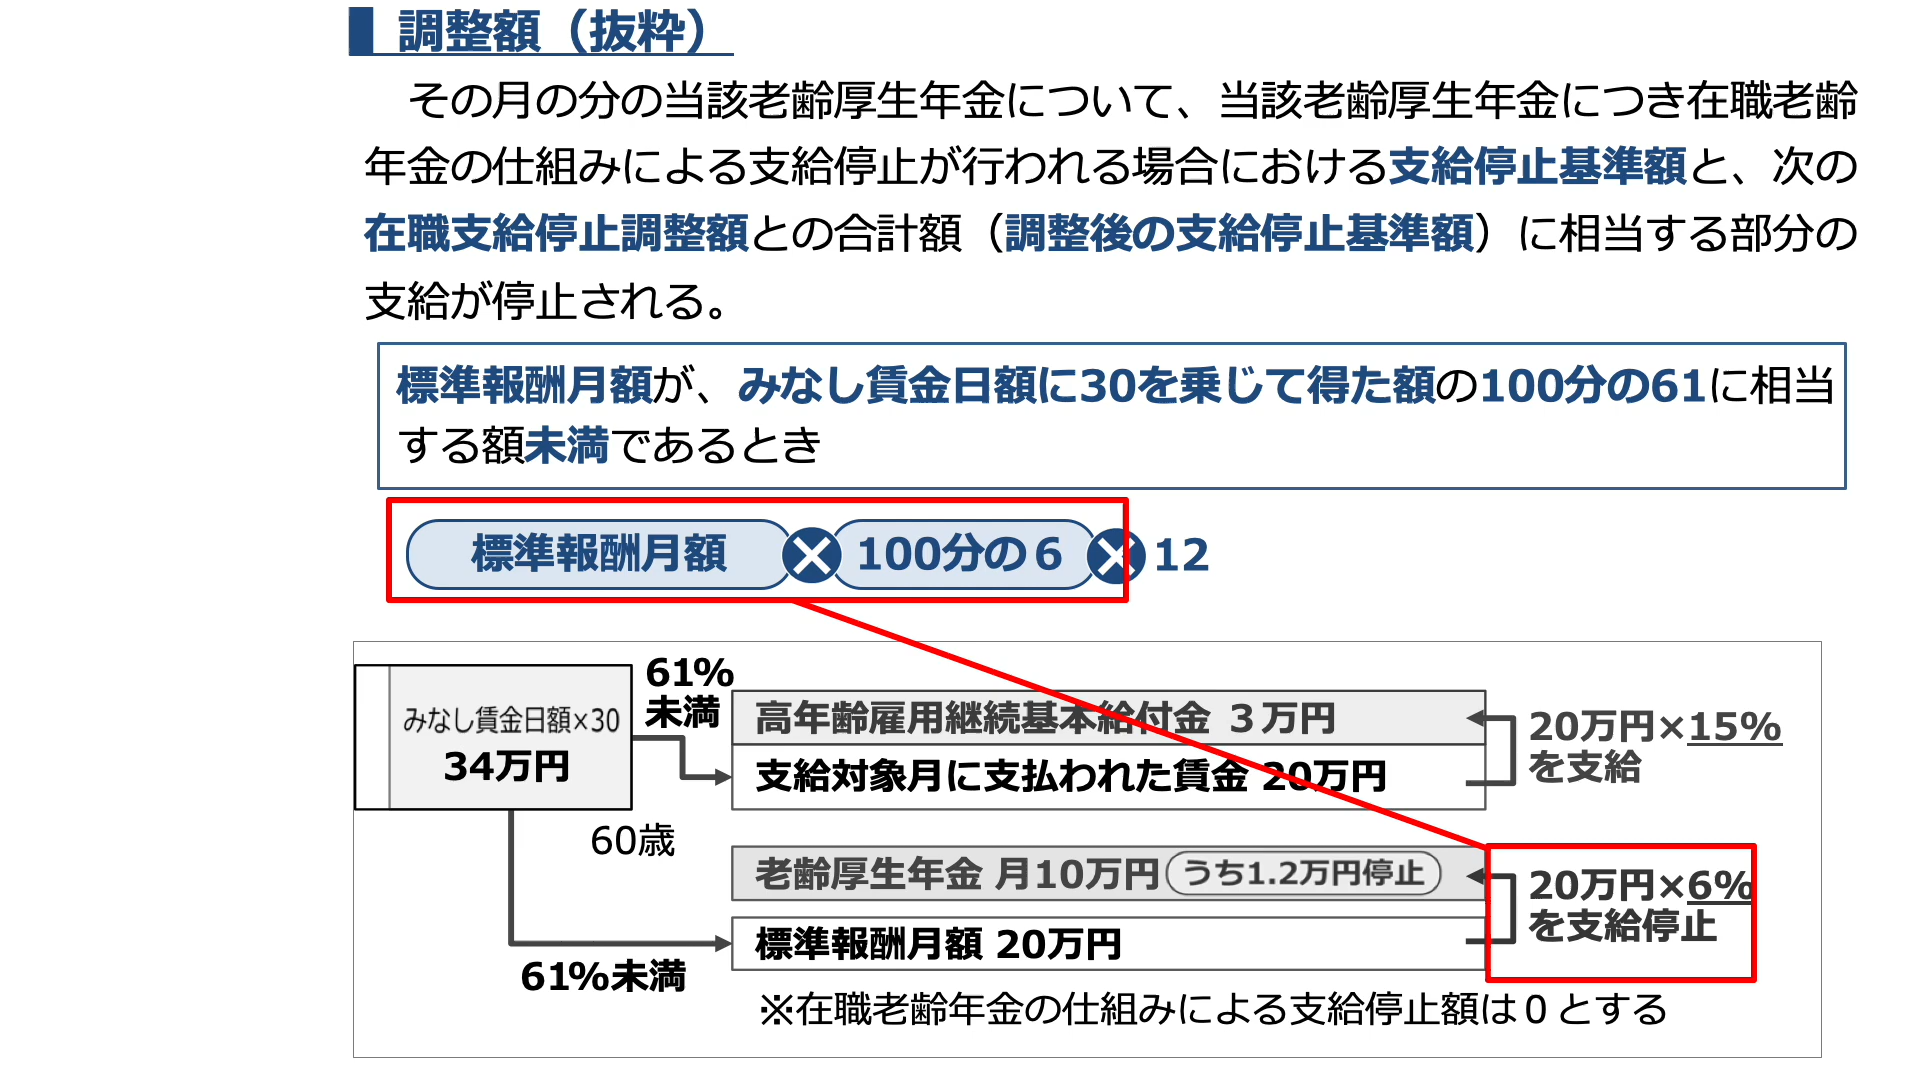 調整額（抜粋）
その月の分の当該老齢厚生年金について、当該老齢厚生年金につき在職老齢
年金の仕組みによる支給停止が行われる場合における支給停止基準額と、次の
在職支給停止調整額との合計額（調整後の支給停止基準額）に相当する部分の
支給が停止される。
標準報酬月額が、みなし賃金日額に30を乗じて得た額の100分の61に相当
する額未満であるとき
標準報酬月額 × 100分の６ × 12
みなし賃金日額×30
34万円
61%
未満
高年齢雇用継続基本給付金 ３万円
支給対象月に支払われた賃金 20万円
20万円×15%
を支給
60歳
老齢厚生年金 月10万円 うち1.2万円停止
標準報酬月額 20万円
20万円×6%
を支給停止
61%未満
※在職老齢年金の仕組みによる支給停止額は０とする